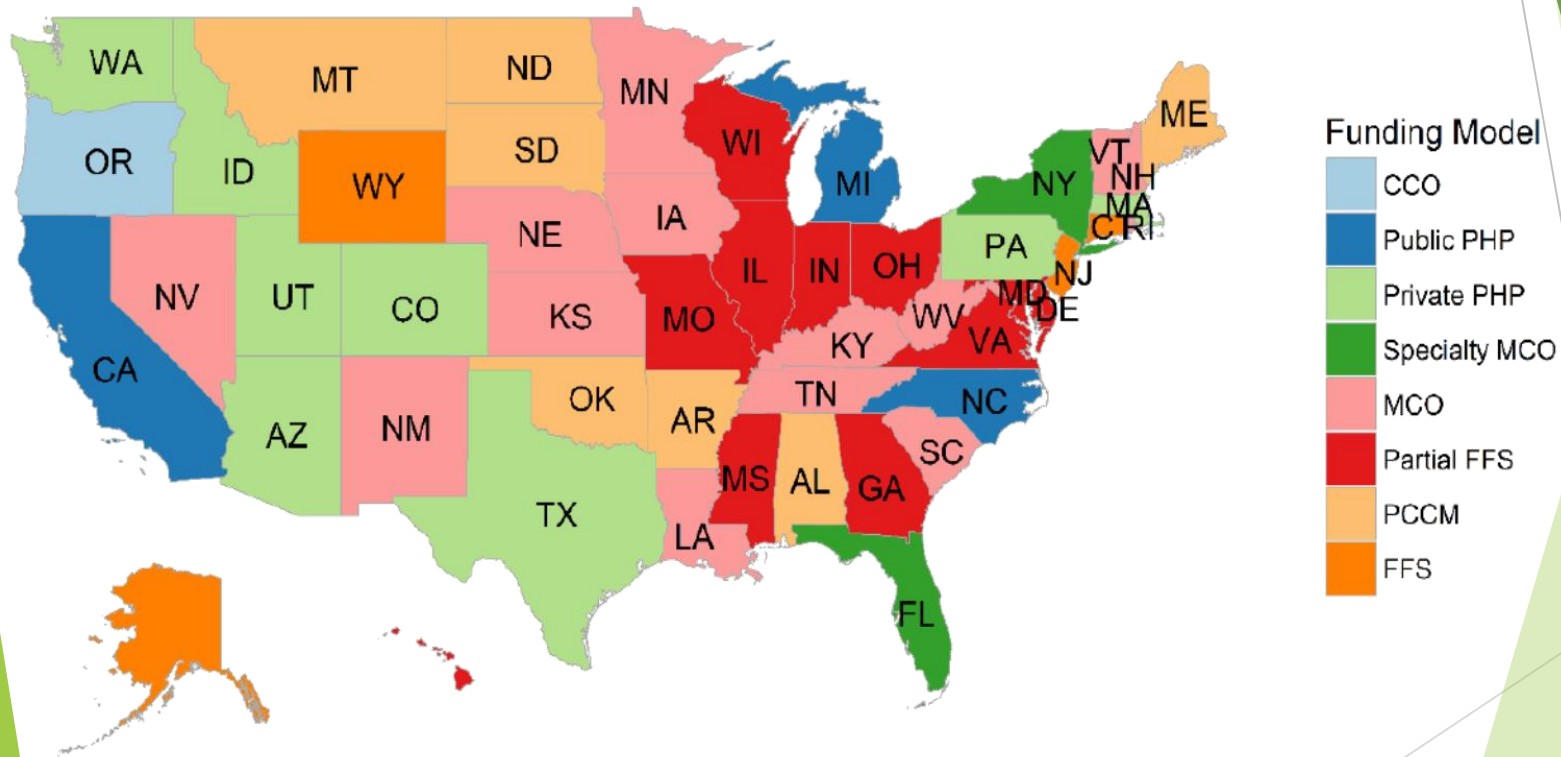 WA
MT
ND
MN
ME
OR
ID
SD
WI
VT
WY
MI
NY
NH
MA
IA
NE
CT
RI
PA
NV
UT
CO
IL
IN
OH
NJ
KS
MO
MD
DE
WV
VA
KY
CA
TN
NC
OK
AR
AZ
NM
SC
MS
AL
GA
TX
LA
FL
Funding Model
CCO
Public PHP
Private PHP
Specialty MCO
MCO
Partial FFS
PCCM
FFS